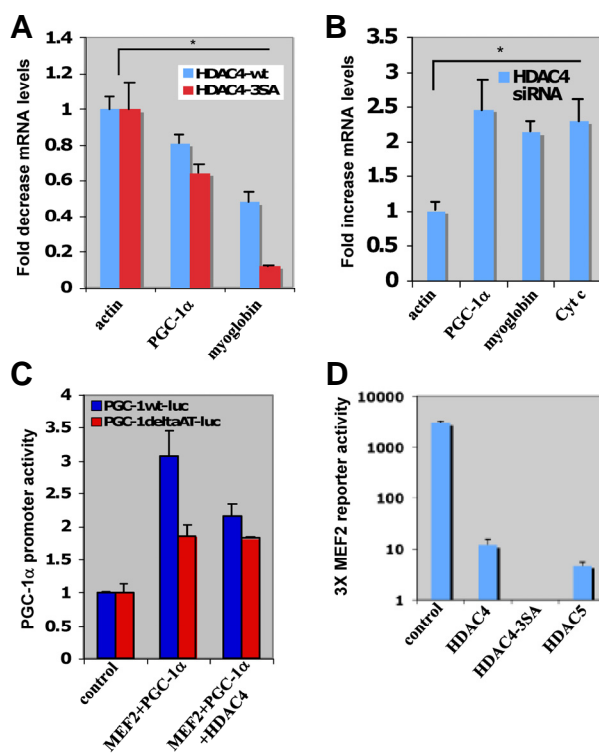 A
Fold decrease mRNA levels
1.4
1.2
1
0.8
0.6
0.4
0.2
0
*
HDAC4-wt
HDAC4-3SA
actin
PGC-1α
myoglobin
B
Fold increase mRNA levels
3.5
3
2.5
2
1.5
1
0.5
0
*
HDAC4
siRNA
actin
PGC-1α
myoglobin
Cyt c
C
PGC-1α promoter activity
4
3.5
3
2.5
2
1.5
1
0.5
0
PGC-1wt-luc
PGC-1deltaAT-luc
control
MEF2+PGC-1α
MEF2+PGC-1α
+HDAC4
D
3X MEF2 reporter activity
10000
1000
100
10
1
control
HDAC4
HDAC4-3SA
HDAC5